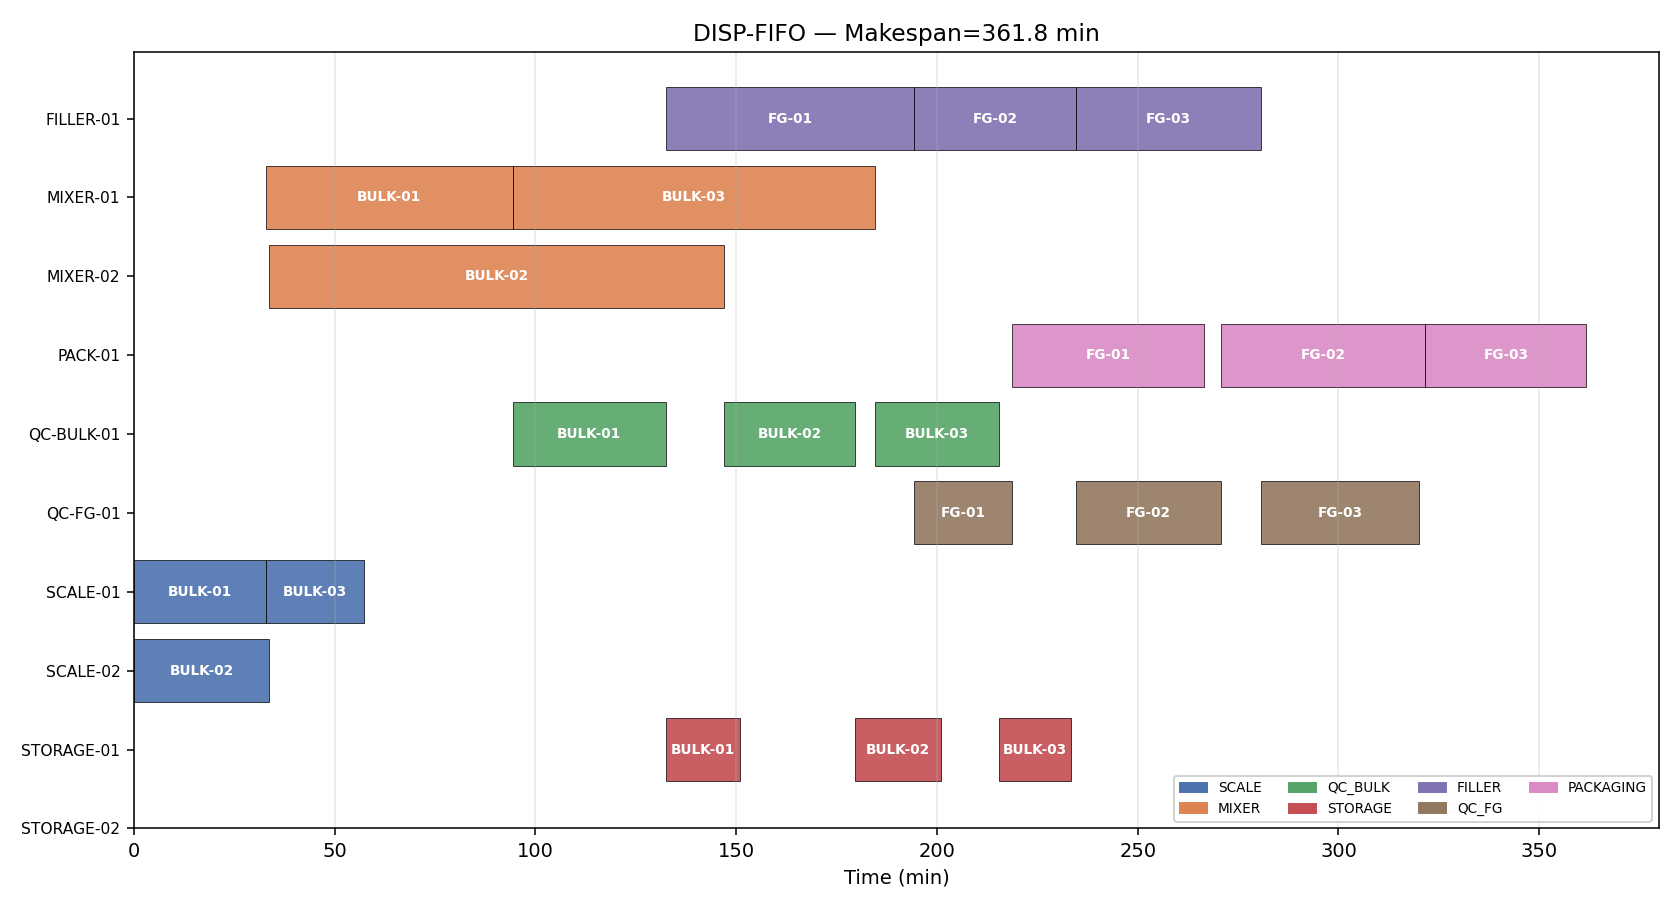 DISP-FIFO — Makespan=361.8 min
FILLER-01
FG-01
FG-02
FG-03
MIXER-01
BULK-01
BULK-03
MIXER-02
BULK-02
PACK-01
FG-01
FG-02
FG-03
QC-BULK-01
BULK-01
BULK-02
BULK-03
QC-FG-01
FG-01
FG-02
FG-03
SCALE-01
BULK-01
BULK-03
SCALE-02
BULK-02
STORAGE-01
BULK-01
BULK-02
BULK-03
STORAGE-02
SCALE
QC_BULK
FILLER
PACKAGING
MIXER
STORAGE
QC_FG
0 50 100 150 200 250 300 350
Time (min)